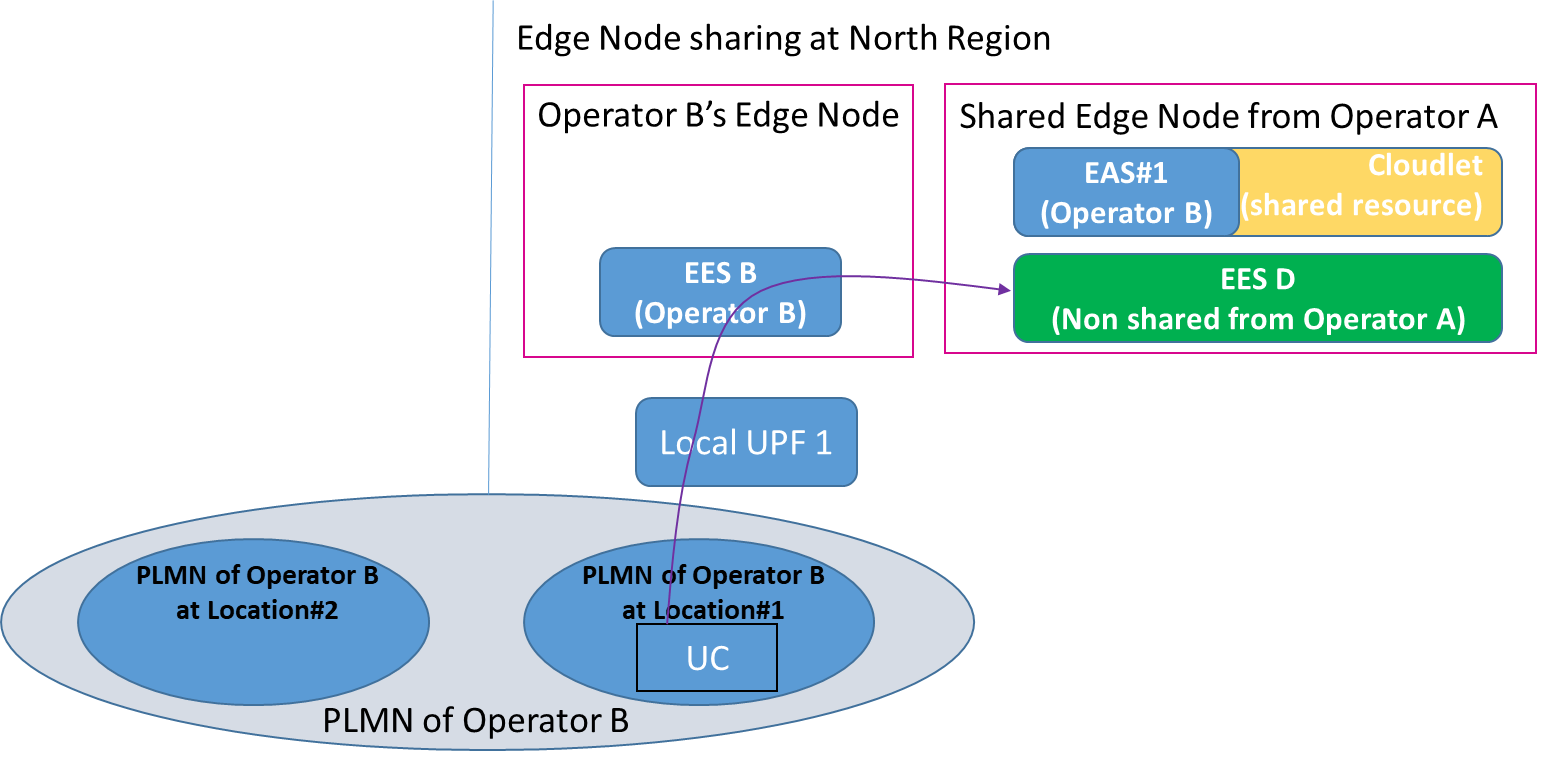 Edge Node sharing at North Region
Operator B’s Edge Node
Shared Edge Node from Operator A
EAS#1
(Operator B)
Cloudlet
(shared resource)
EES B
(Operator B)
EES D
(Non shared from Operator A)
Local UPF 1
PLMN of Operator B
at Location#2
PLMN of Operator B
at Location#1
UC
PLMN of Operator B